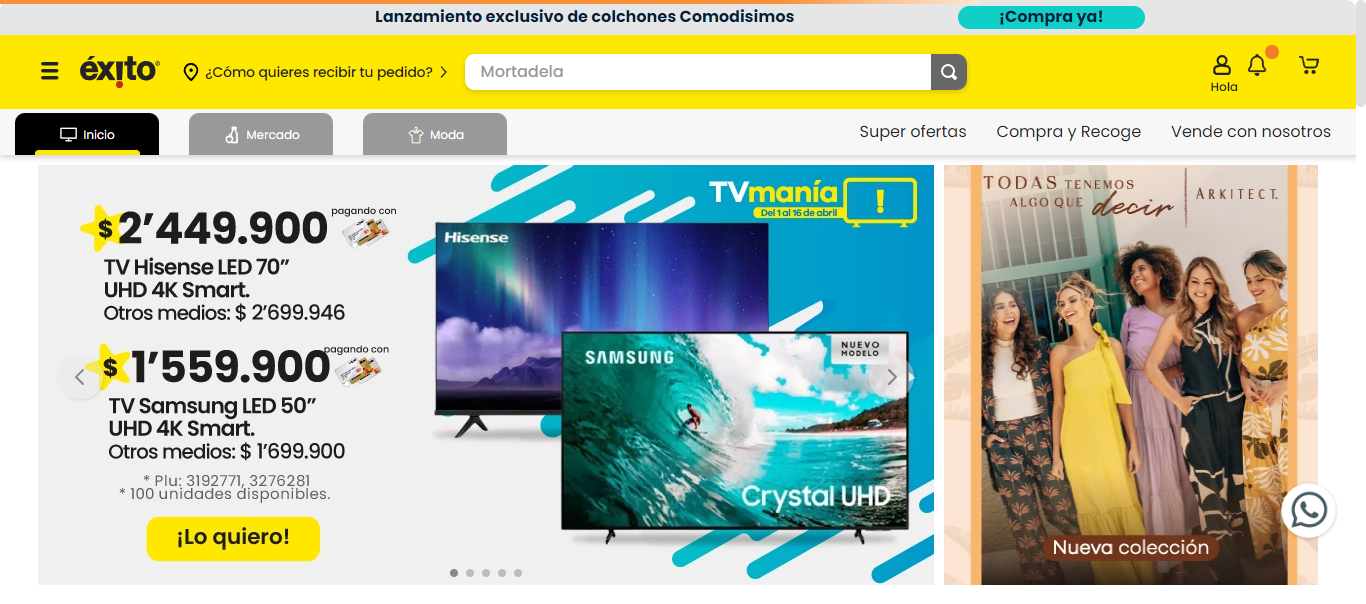 Lanzamiento exclusivo de colchones Comodisimos
¡Compra ya!
éxito
¿Cómo quieres recibir tu pedido?
Mortadela
Hola
Inicio
Mercado
Moda
Super ofertas
Compra y Recoge
Vende con nosotros
$2’449.900
pagando con
TV Hisense LED 70”
UHD 4K Smart.
Otros medios: $ 2’699.946
$1’559.900
pagando con
TV Samsung LED 50”
UHD 4K Smart.
Otros medios: $ 1’699.900
* Plu: 3192771, 3276281
* 100 unidades disponibles.
¡Lo quiero!
TVmanía
Del 1 al 16 de abril
!
Hisense
SAMSUNG
NUEVO
MODELO
Crystal UHD
TODAS TENEMOS
ALGO QUE decir
ARKITECT.
Nueva colección